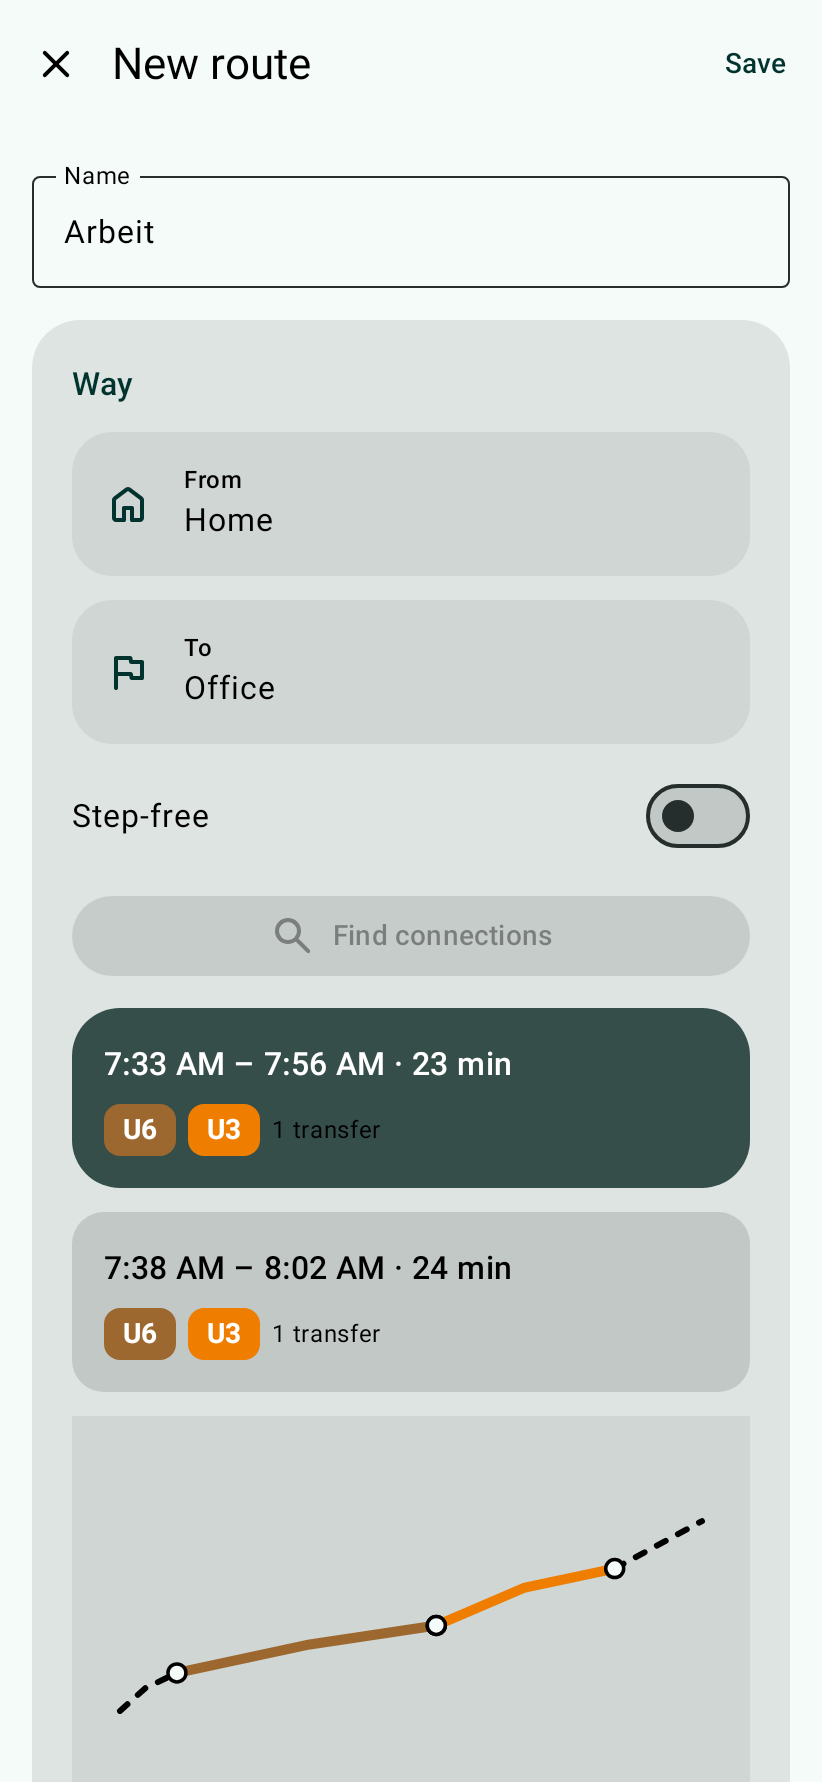 New route
Save
Name
Arbeit
Way
From
Home
To
Office
Step-free
Find connections
7:33 AM – 7:56 AM · 23 min
U6 U3 1 transfer
7:38 AM – 8:02 AM · 24 min
U6 U3 1 transfer